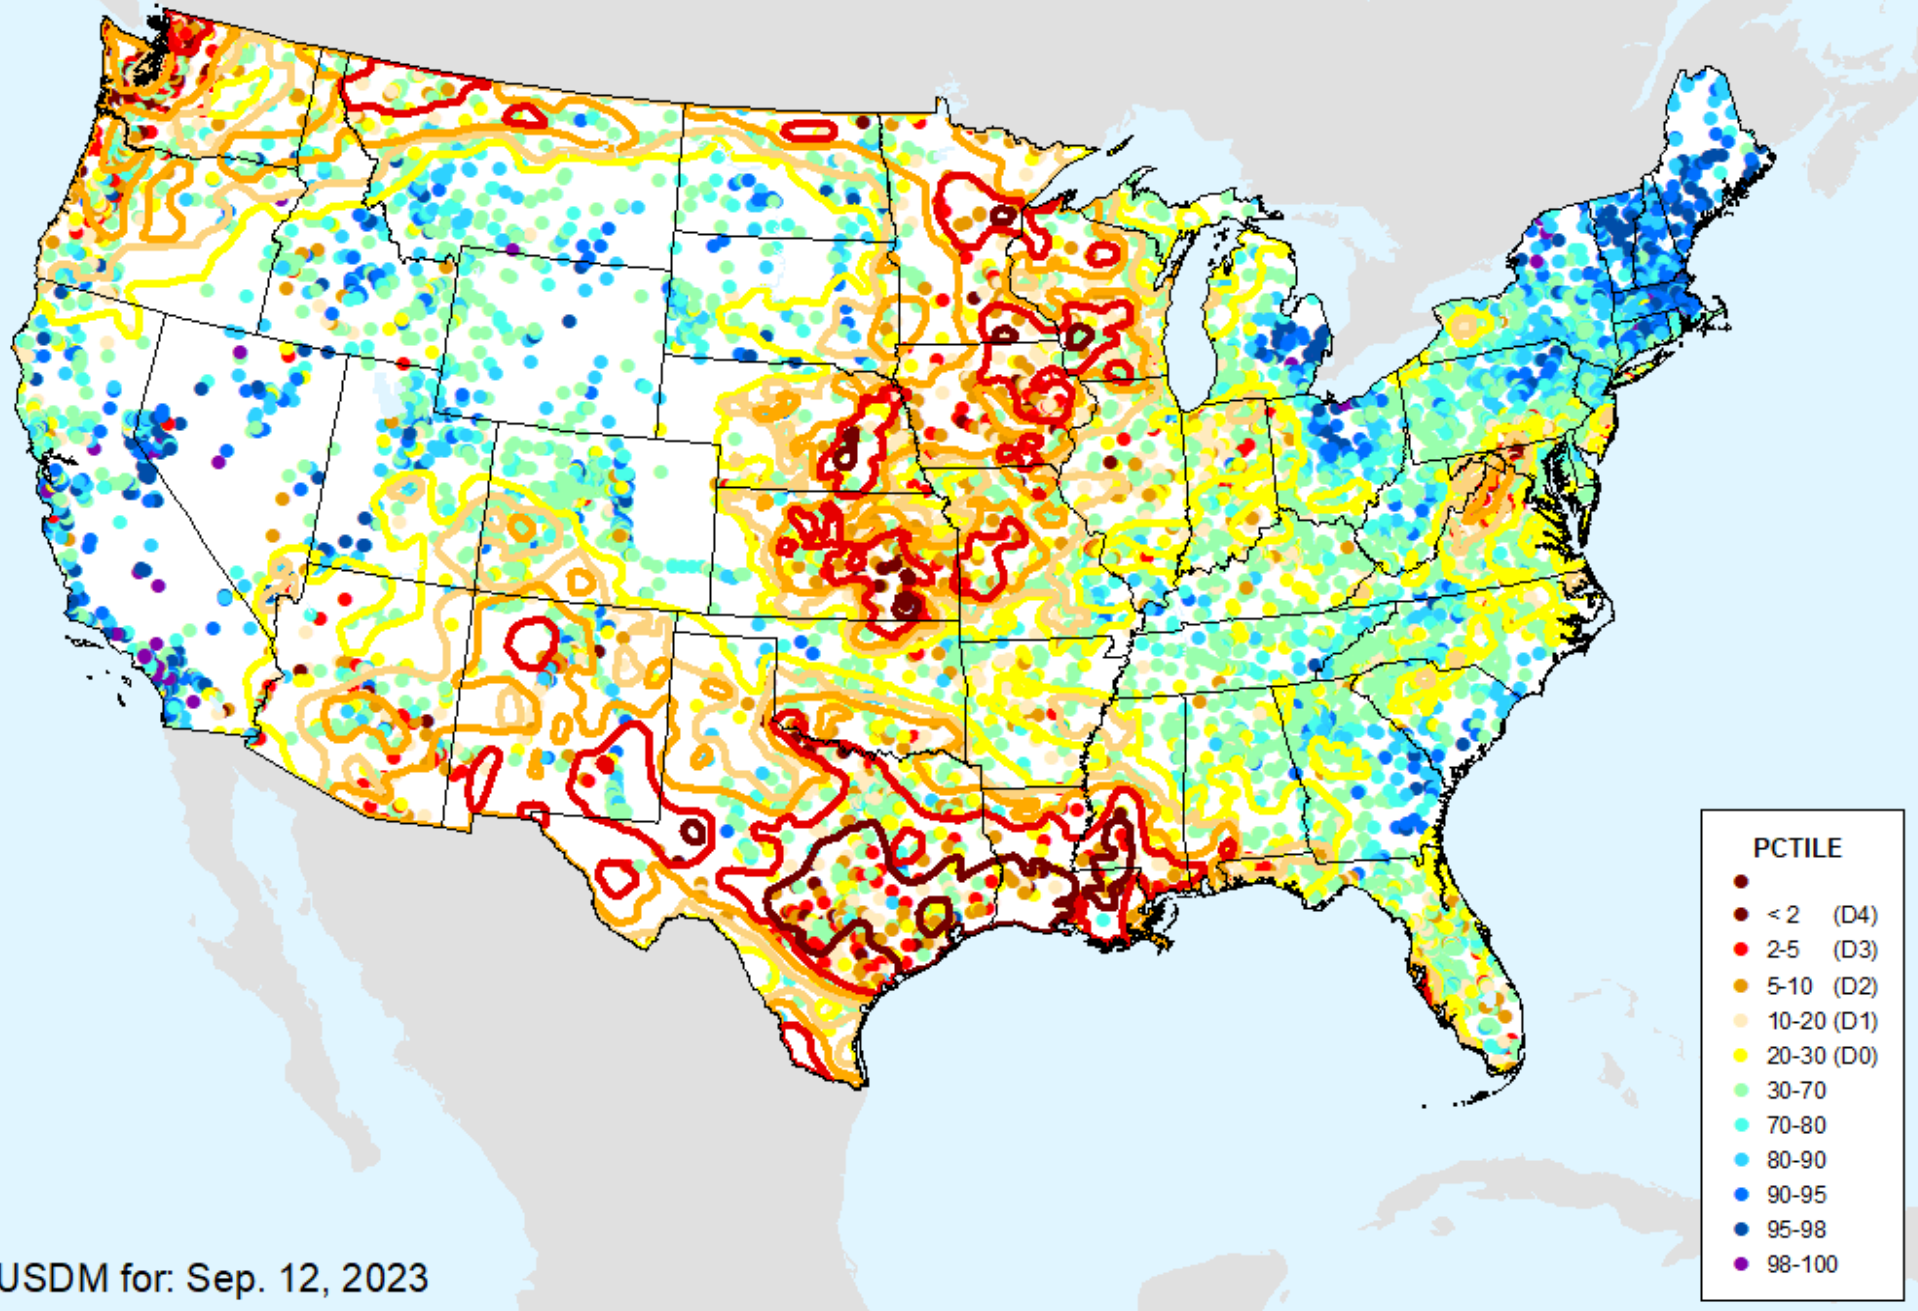 PCTILE
< 2 (D4)
2-5 (D3)
5-10 (D2)
10-20 (D1)
20-30 (D0)
30-70
70-80
80-90
90-95
95-98
98-100
USDM for: Sep. 12, 2023